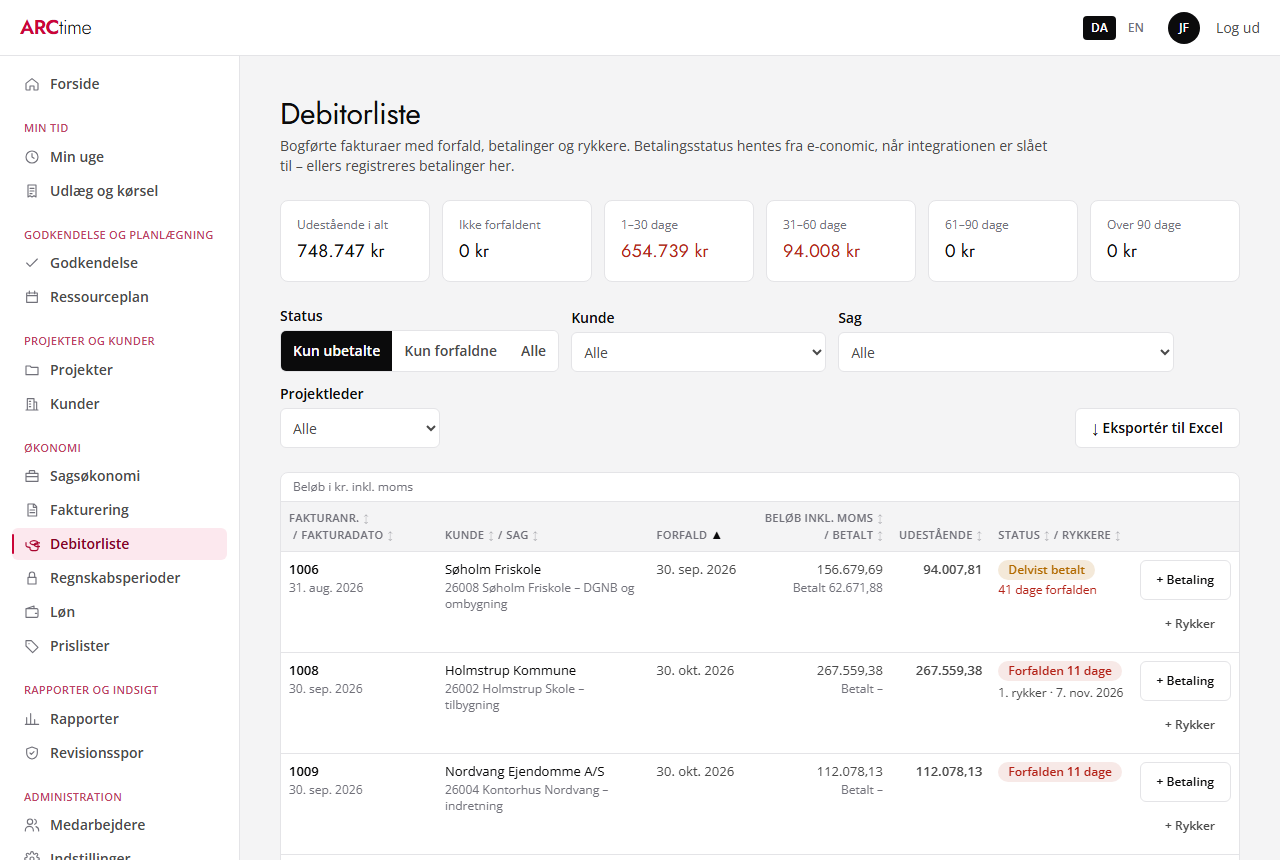 ARCtime
DA EN JF Log ud
Forside
MIN TID
Min uge
Udlæg og kørsel
GODKENDELSE OG PLANLÆGNING
Godkendelse
Ressourceplan
PROJEKTER OG KUNDER
Projekter
Kunder
ØKONOMI
Sagsøkonomi
Fakturering
Debitorliste
Regnskabsperioder
Løn
Prislister
RAPPORTER OG INDSIGT
Rapporter
Revisionsspor
ADMINISTRATION
Medarbejdere
Indstillinger
Debitorliste
Bogførte fakturaer med forfald, betalinger og rykkere. Betalingsstatus hentes fra e-conomic, når integrationen er slået
til – ellers registreres betalinger her.
Udestående i alt
748.747 kr
Ikke forfaldent
0 kr
1–30 dage
654.739 kr
31–60 dage
94.008 kr
61–90 dage
0 kr
Over 90 dage
0 kr
Status
Kun ubetalte Kun forfaldne Alle
Kunde
Alle
Sag
Alle
Projektleder
Alle
↓ Eksportér til Excel
Beløb i kr. inkl. moms
FAKTURANR. ↕ / FAKTURADATO ↕
KUNDE ↕ / SAG ↕
FORFALD ▲
BELØB INKL. MOMS ↕ / BETALT ↕
UDESTÅENDE ↕
STATUS ↕ / RYKKERE ↕
1006
31. aug. 2026
Søholm Friskole
26008 Søholm Friskole – DGNB og
ombygning
30. sep. 2026
156.679,69
Betalt 62.671,88
94.007,81
Delvist betalt
41 dage forfalden
+ Betaling
+ Rykker
1008
30. sep. 2026
Holmstrup Kommune
26002 Holmstrup Skole –
tilbygning
30. okt. 2026
267.559,38
Betalt –
267.559,38
Forfalden 11 dage
1. rykker · 7. nov. 2026
+ Betaling
+ Rykker
1009
30. sep. 2026
Nordvang Ejendomme A/S
26004 Kontorhus Nordvang –
indretning
30. okt. 2026
112.078,13
Betalt –
112.078,13
Forfalden 11 dage
+ Betaling
+ Rykker